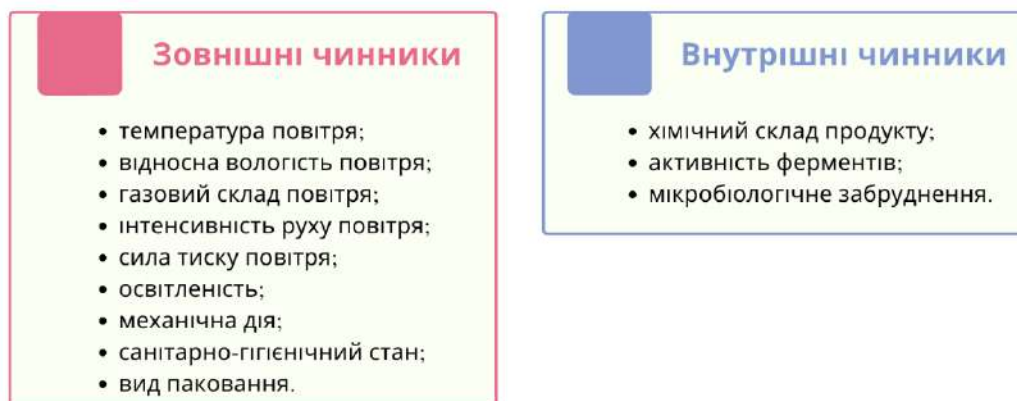 Зовнішні чинники
• температура повітря;
• відносна вологість повітря;
• газовий склад повітря;
• інтенсивність руху повітря;
• сила тиску повітря;
• освітленість;
• механічна дія;
• санітарно-гігієнічний стан;
• вид паковання.
Внутрішні чинники
• хімічний склад продукту;
• активність ферментів;
• мікробіологічне забруднення.